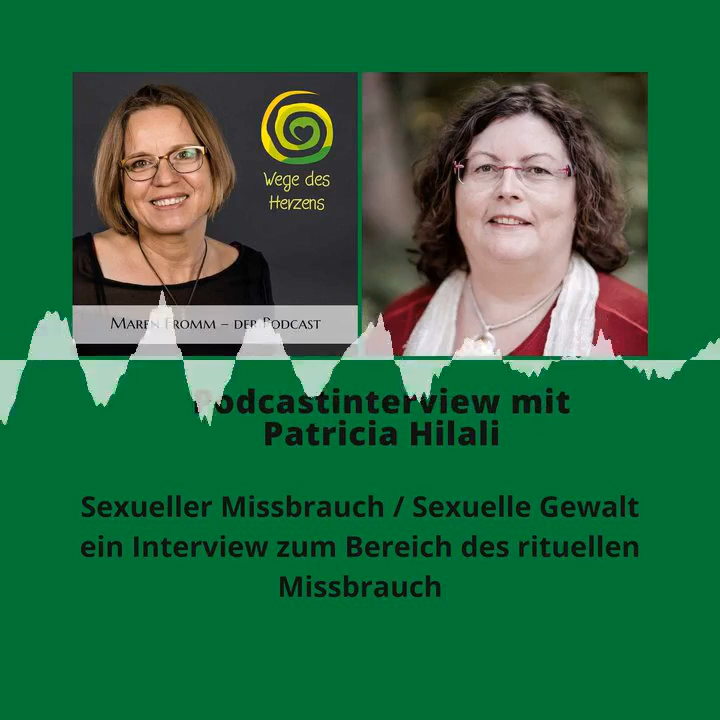 Wege des
Herzens
Maren Fromm – der Podcast
Podcastinterview mit
Patricia Hilali
Sexueller Missbrauch / Sexuelle Gewalt
ein Interview zum Bereich des rituellen
Missbrauch